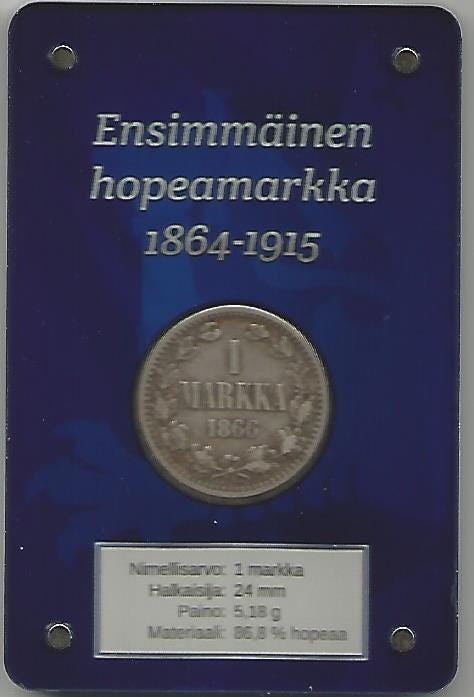 Ensimmäinen
hopeamarkka
1864-1915
1
MARKKA
1866
Nimellisarvo: 1 markka
Halkaisija: 24 mm
Paino: 5,18 g
Materiaali: 86,8 % hopeaa